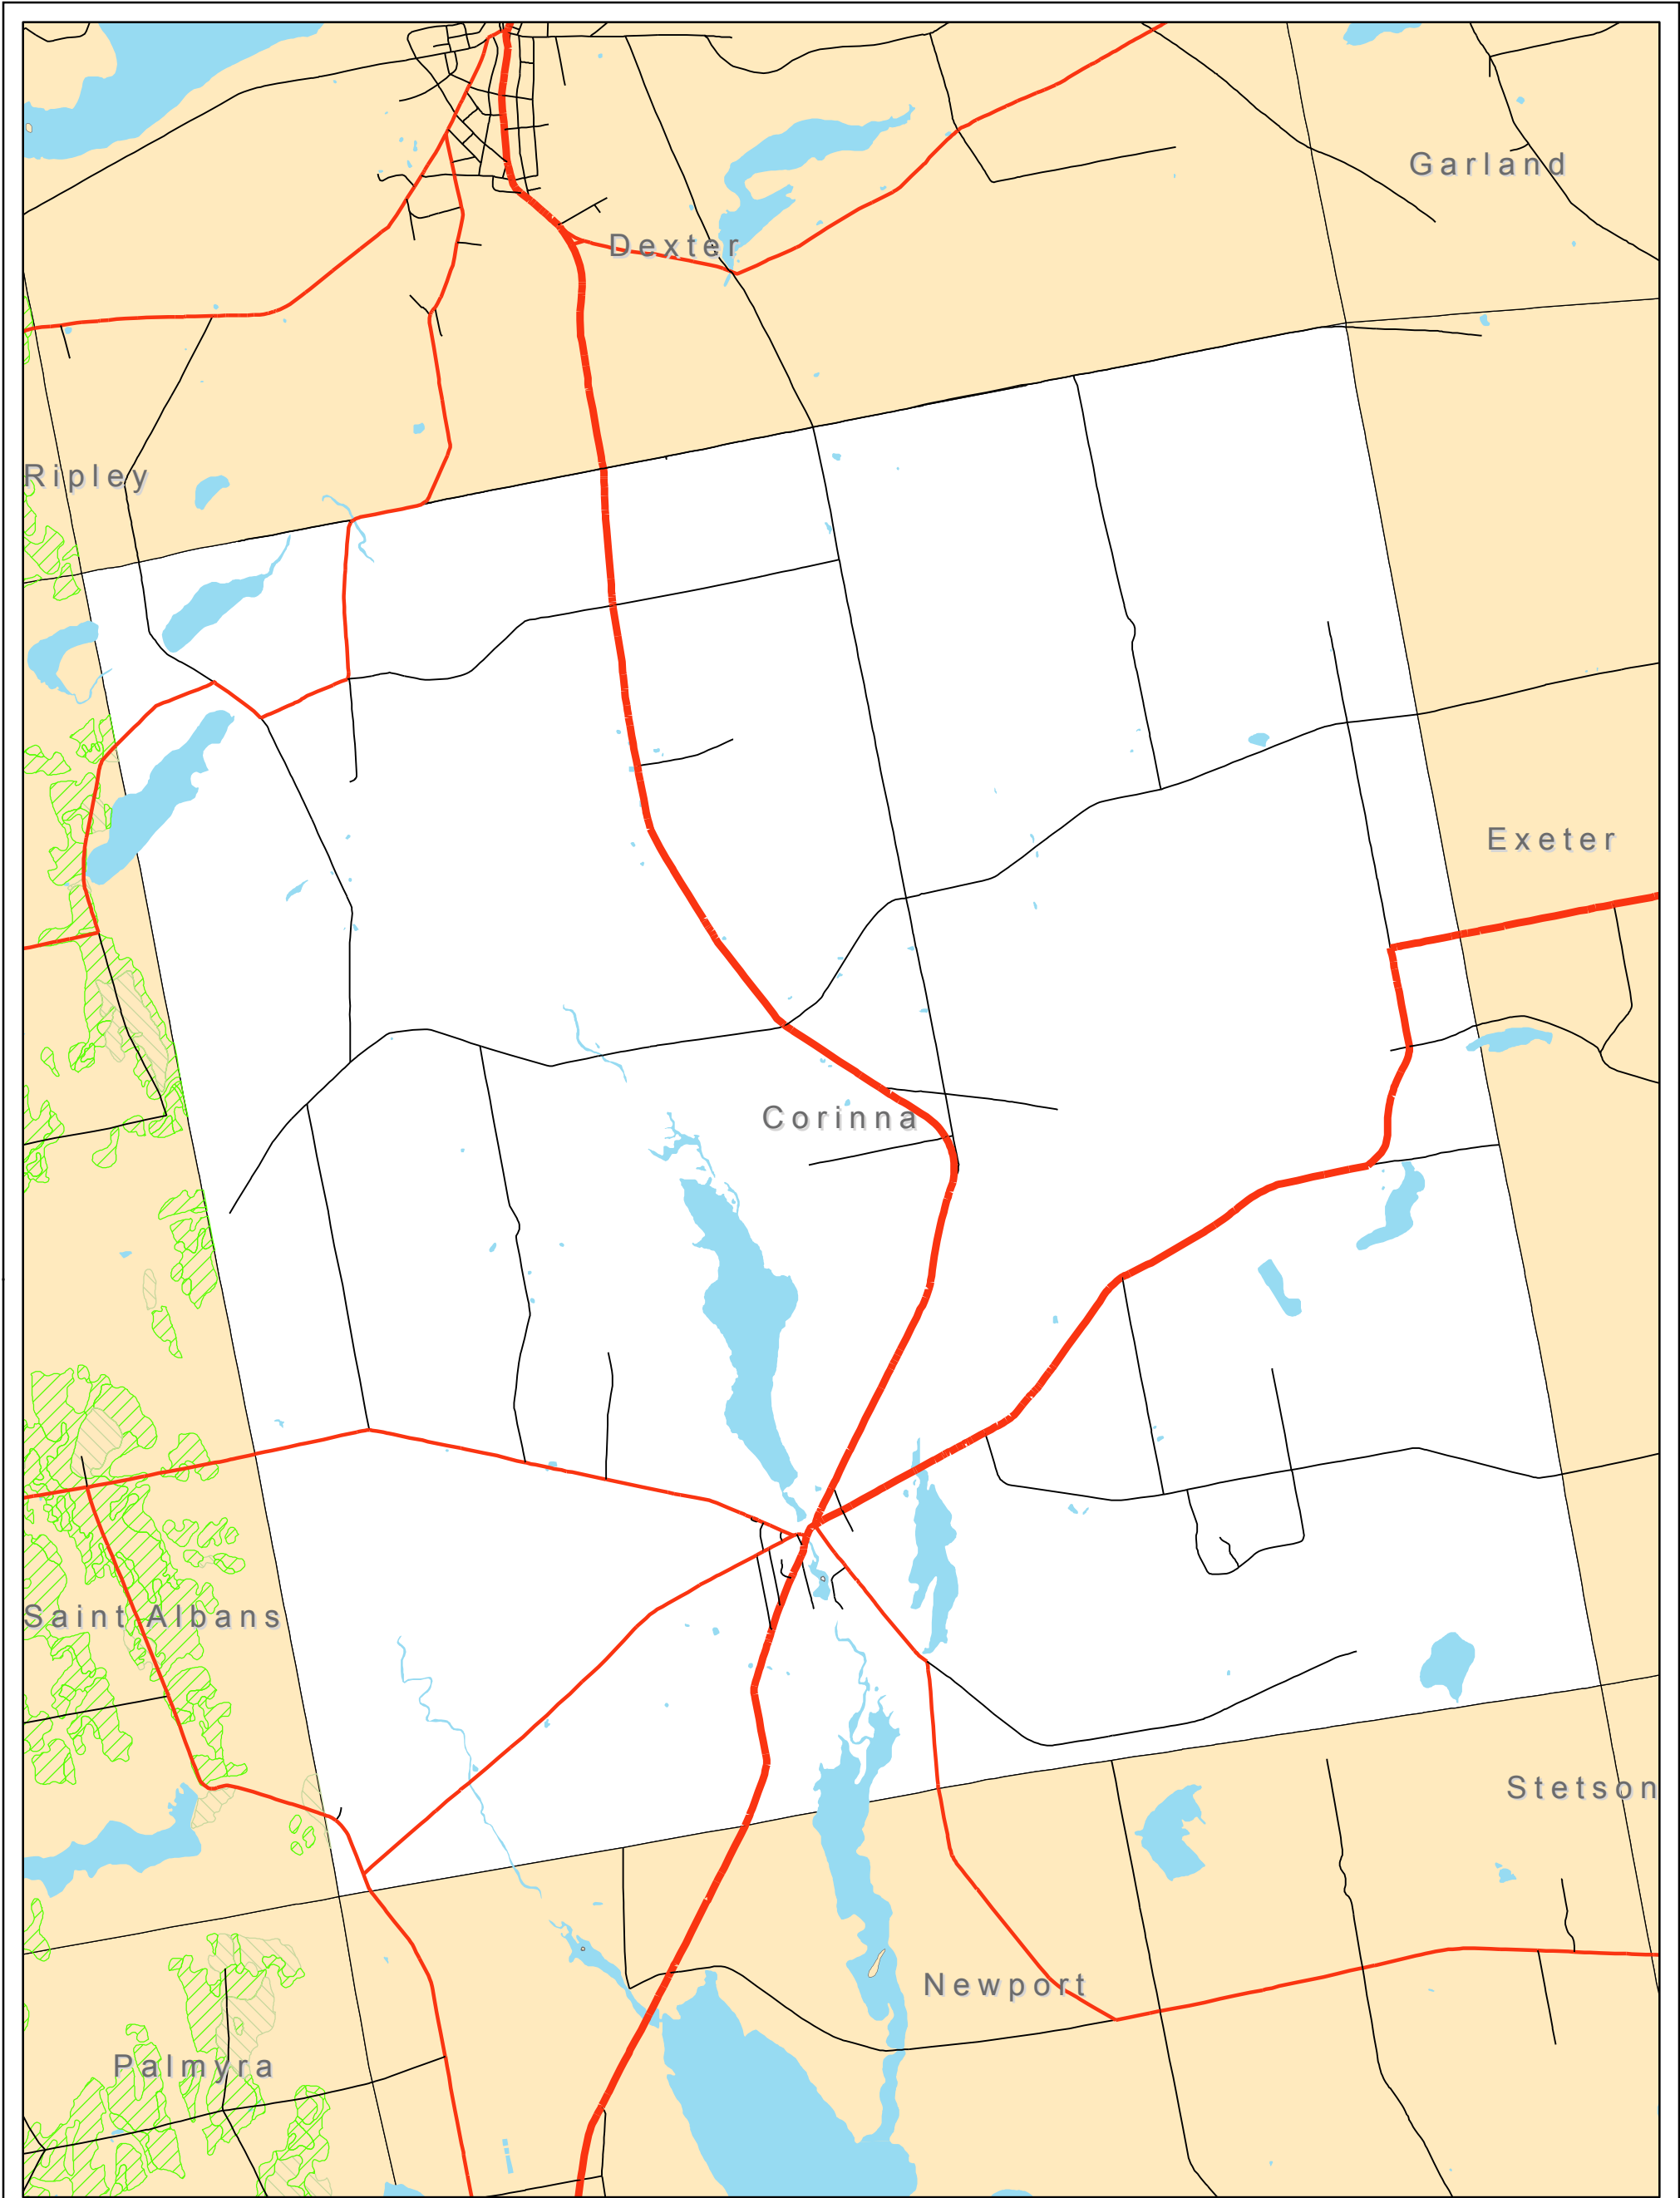 Garland
Dexter
Ripley
Exeter
Corinna
Saint Albans
Stetson
Newport
Palmyra